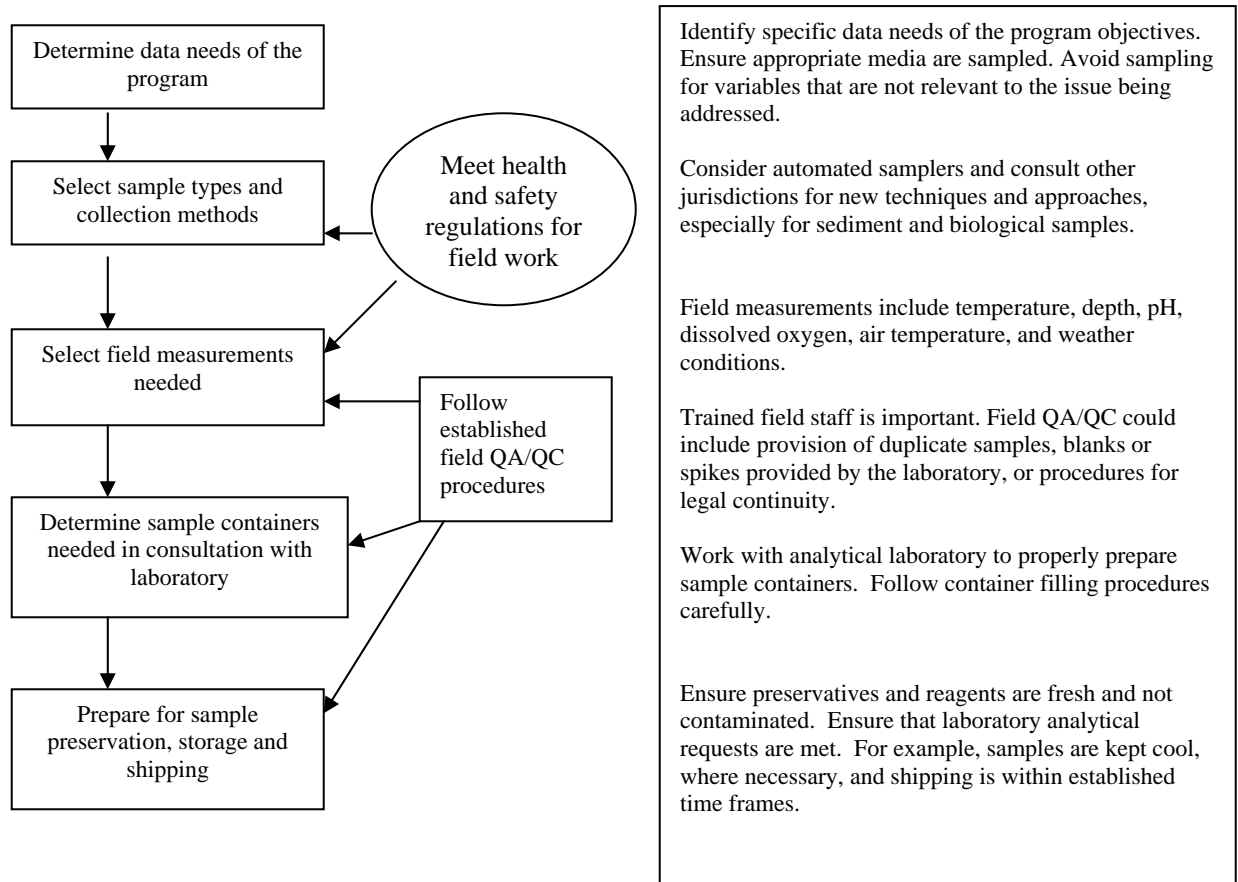 Determine data needs of the
program
Select sample types and
collection methods
Meet health
and safety
regulations for
field work
Select field measurements
needed
Follow
established
field QA/QC
procedures
Determine sample containers
needed in consultation with
laboratory
Prepare for sample
preservation, storage and
shipping
Identify specific data needs of the program objectives.
Ensure appropriate media are sampled. Avoid sampling
for variables that are not relevant to the issue being
addressed.
Consider automated samplers and consult other
jurisdictions for new techniques and approaches,
especially for sediment and biological samples.
Field measurements include temperature, depth, pH,
dissolved oxygen, air temperature, and weather
conditions.
Trained field staff is important. Field QA/QC could
include provision of duplicate samples, blanks or
spikes provided by the laboratory, or procedures for
legal continuity.
Work with analytical laboratory to properly prepare
sample containers.  Follow container filling procedures
carefully.
Ensure preservatives and reagents are fresh and not
contaminated.  Ensure that laboratory analytical
requests are met.  For example, samples are kept cool,
where necessary, and shipping is within established
time frames.